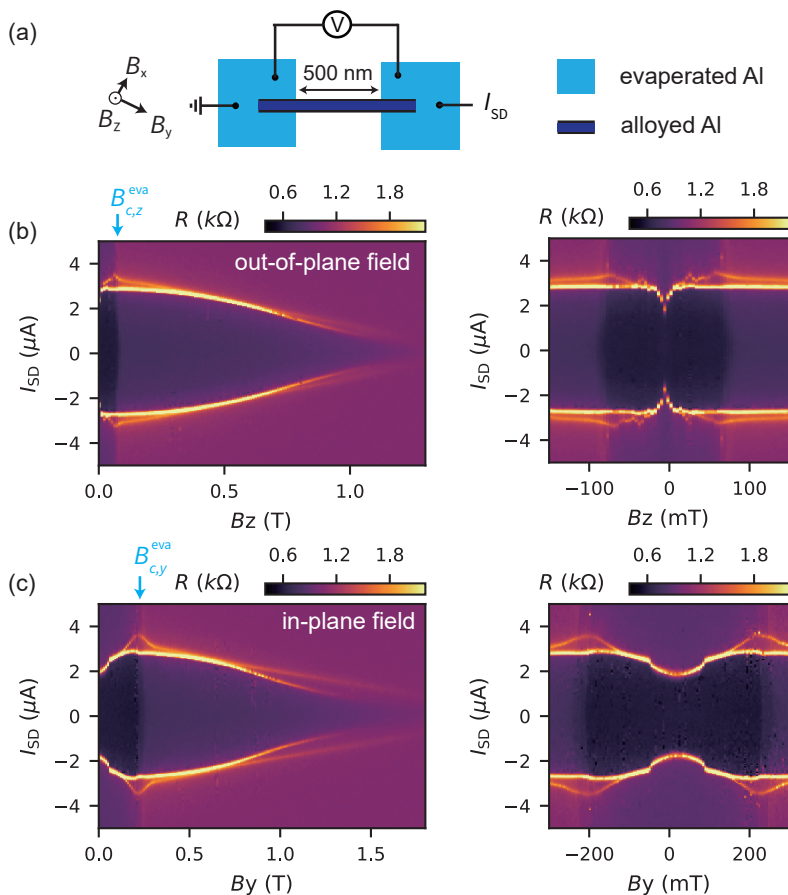 (a)
V
500 nm
B_x
B_z
B_y
I_SD
evaperated Al
alloyed Al
B_{c,z}^{eva}
(b)
R (kΩ)
0.6 1.2 1.8
out-of-plane field
I_SD (μA)
4
2
0
−2
−4
0.0 0.5 1.0
Bz (T)
R (kΩ)
0.6 1.2 1.8
I_SD (μA)
4
2
0
−2
−4
−100 0 100
Bz (mT)
B_{c,y}^{eva}
(c)
R (kΩ)
0.6 1.2 1.8
in-plane field
I_SD (μA)
4
2
0
−2
−4
0.0 0.5 1.0 1.5
By (T)
R (kΩ)
0.6 1.2 1.8
I_SD (μA)
4
2
0
−2
−4
−200 0 200
By (mT)